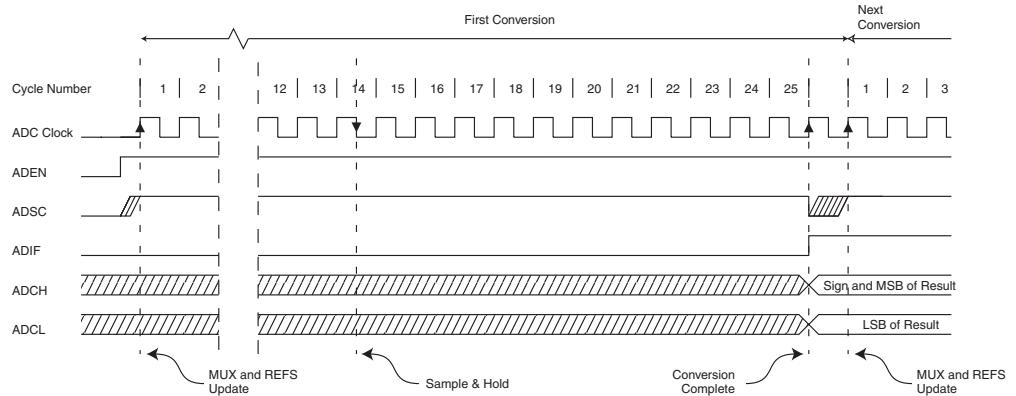 First Conversion
Next
Conversion
Cycle Number 1 2 12 13 14 15 16 17 18 19 20 21 22 23 24 25 1 2 3
ADC Clock
ADEN
ADSC
ADIF
ADCH Sign and MSB of Result
ADCL LSB of Result
MUX and REFS
Update
Sample & Hold
Conversion
Complete
MUX and REFS
Update